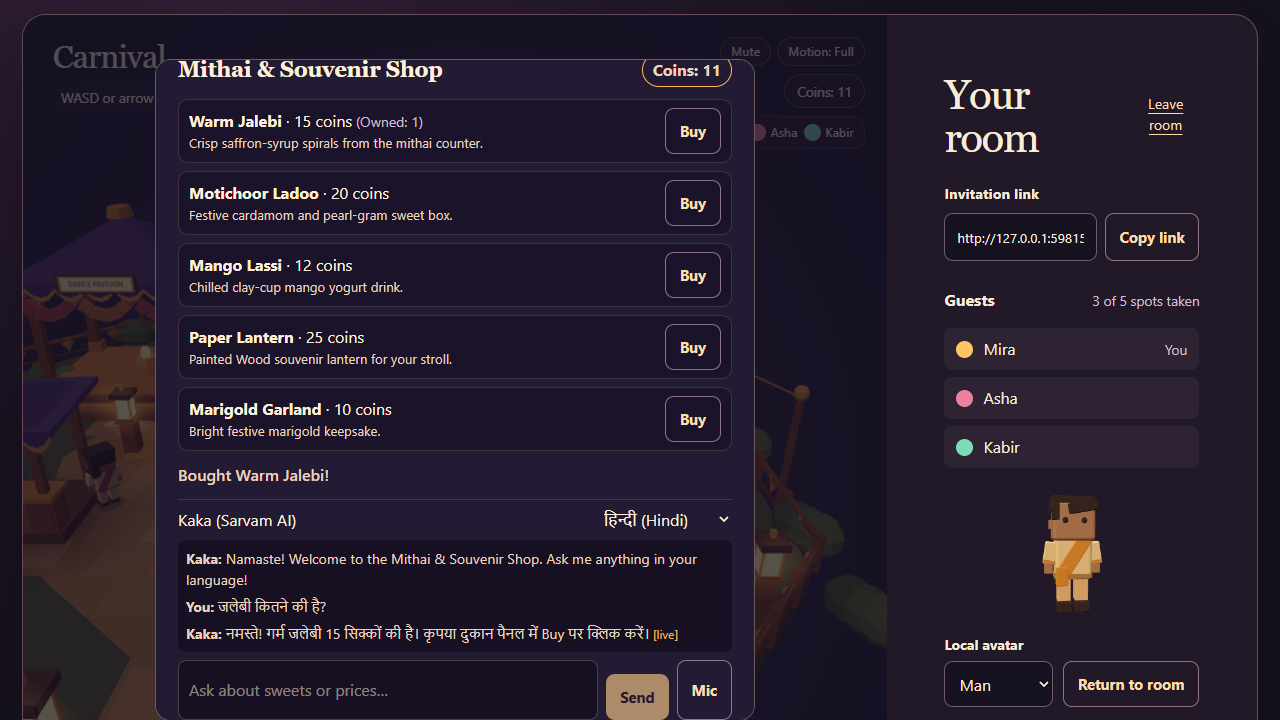 Carnival
WASD or arrow
Mute
Motion: Full
Coins: 11
Asha
Kabir
DANCE PAVILION
Mithai & Souvenir Shop
Coins: 11
Warm Jalebi · 15 coins (Owned: 1)
Crisp saffron-syrup spirals from the mithai counter.
Buy
Motichoor Ladoo · 20 coins
Festive cardamom and pearl-gram sweet box.
Buy
Mango Lassi · 12 coins
Chilled clay-cup mango yogurt drink.
Buy
Paper Lantern · 25 coins
Painted Wood souvenir lantern for your stroll.
Buy
Marigold Garland · 10 coins
Bright festive marigold keepsake.
Buy
Bought Warm Jalebi!
Kaka (Sarvam AI)
हिन्दी (Hindi)
Kaka: Namaste! Welcome to the Mithai & Souvenir Shop. Ask me anything in your
language!
You: जलेबी कितने की है?
Kaka: नमस्ते! गर्म जलेबी 15 सिक्कों की है। कृपया दुकान पैनल में Buy पर क्लिक करें। [live]
Ask about sweets or prices...
Send
Mic
Your
room
Leave
room
Invitation link
http://127.0.0.1:59815
Copy link
Guests
3 of 5 spots taken
Mira
You
Asha
Kabir
Local avatar
Man
Return to room